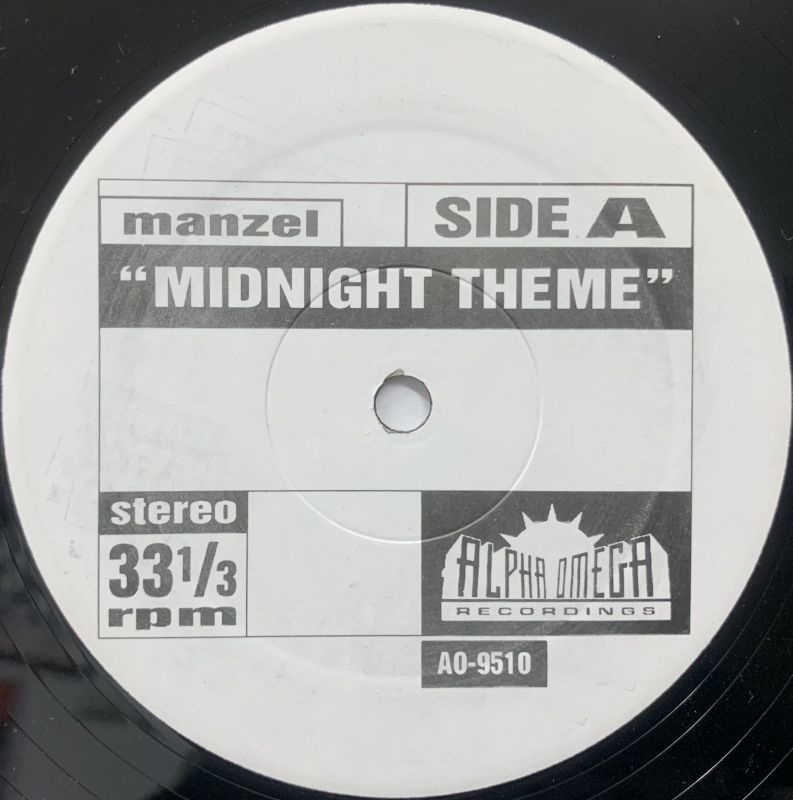 manzel
SIDE A
“MIDNIGHT THEME”
stereo
33 1/3
rpm
ALPHA OMEGA
RECORDINGS
AO-9510